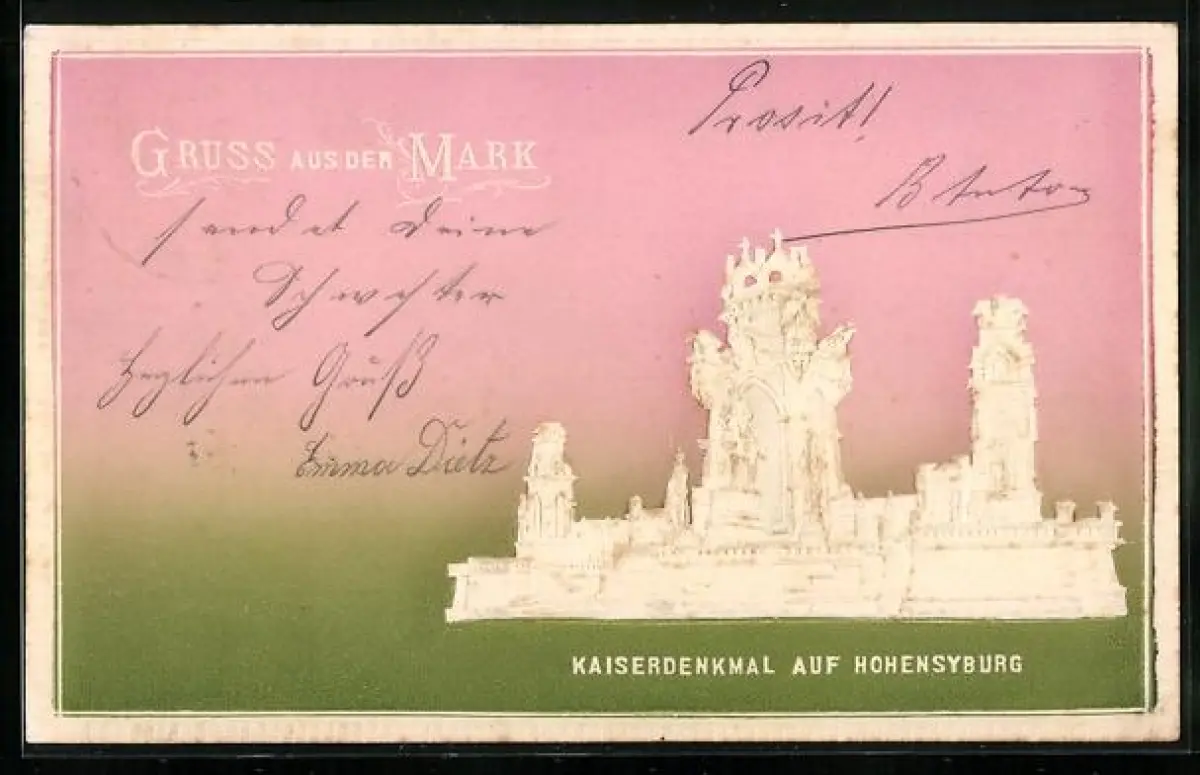 GRUSS AUS DER MARK
sendet Deine
Schwester
herzlichen Gruß
Emma Dietz
Prosit!
KAISERDENKMAL AUF HOHENSYBURG